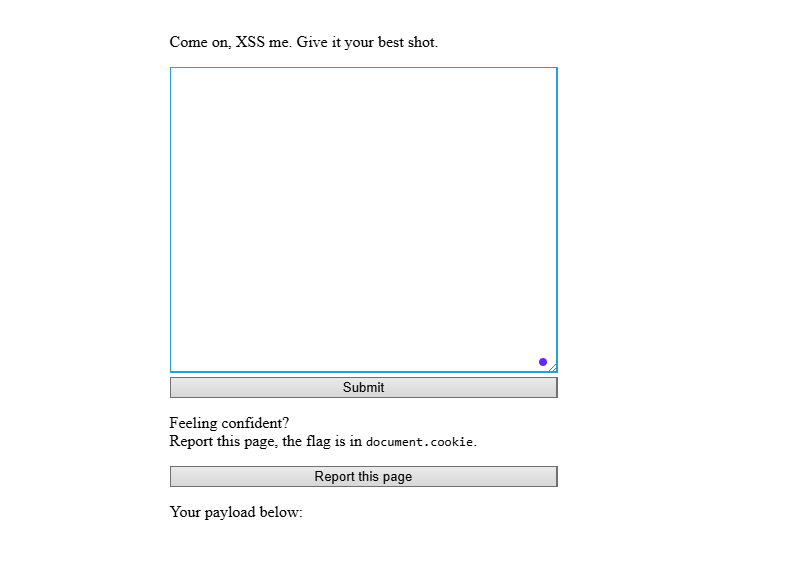 Come on, XSS me. Give it your best shot.
Submit
Feeling confident?
Report this page, the flag is in document.cookie.
Report this page
Your payload below: